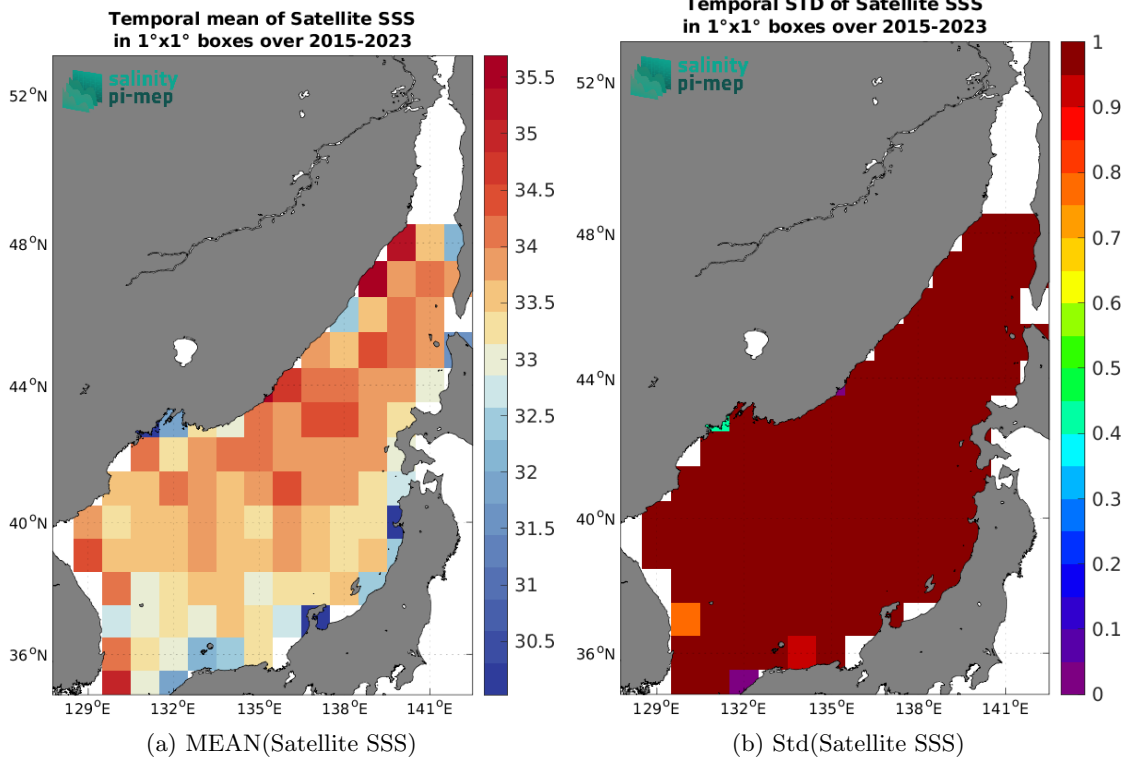 Temporal mean of Satellite SSS
in 1°x1° boxes over 2015-2023
salinity
pi-mep
52°N
48°N
44°N
40°N
36°N
129°E
132°E
135°E
138°E
141°E
35.5
35
34.5
34
33.5
33
32.5
32
31.5
31
30.5
(a) MEAN(Satellite SSS)
Temporal STD of Satellite SSS
in 1°x1° boxes over 2015-2023
salinity
pi-mep
52°N
48°N
44°N
40°N
36°N
129°E
132°E
135°E
138°E
141°E
1
0.9
0.8
0.7
0.6
0.5
0.4
0.3
0.2
0.1
0
(b) Std(Satellite SSS)